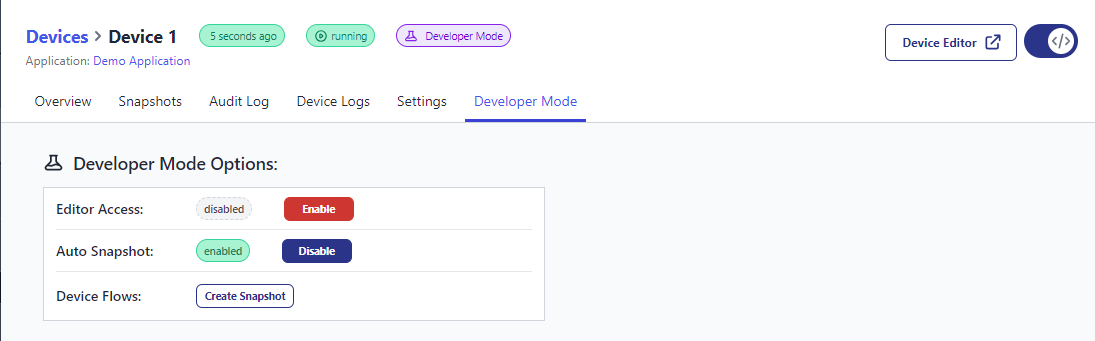 Devices > Device 1 5 seconds ago running Developer Mode
Application: Demo Application
Device Editor </>
Overview Snapshots Audit Log Device Logs Settings Developer Mode
Developer Mode Options:
Editor Access: disabled Enable
Auto Snapshot: enabled Disable
Device Flows: Create Snapshot